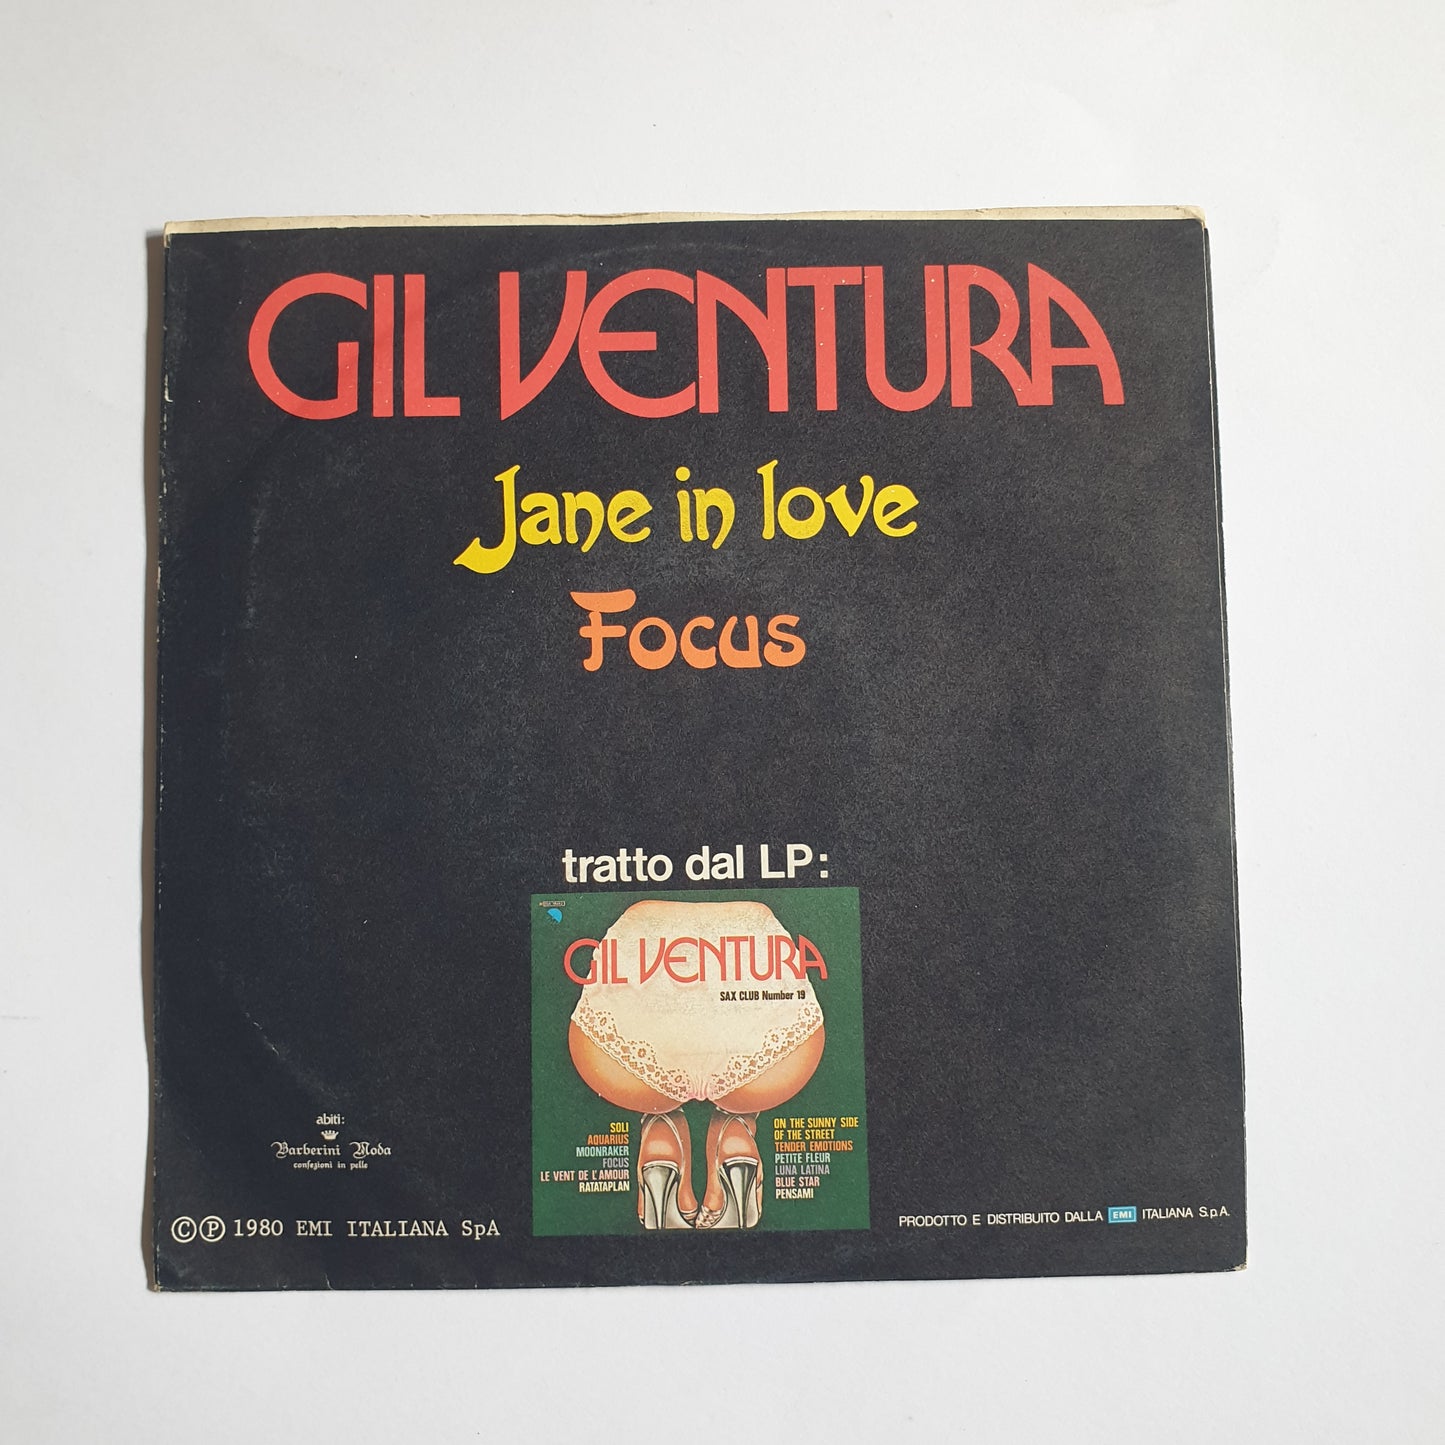 GIL VENTURA
Jane in love
Focus
tratto dal LP:
GIL VENTURA
SAX CLUB Number 19
SOLI
AQUARIUS
MOONRAKER
FOCUS
LE VENT DE L'AMOUR
RATATAPLAN
ON THE SUNNY SIDE
OF THE STREET
TENDER EMOTIONS
PETITE FLEUR
LUNA LATINA
BLUE STAR
PENSAMI
abiti:
Barberini Moda
confezioni in pelle
©℗ 1980 EMI ITALIANA SpA
PRODOTTO E DISTRIBUITO DALLA EMI ITALIANA S.p.A.